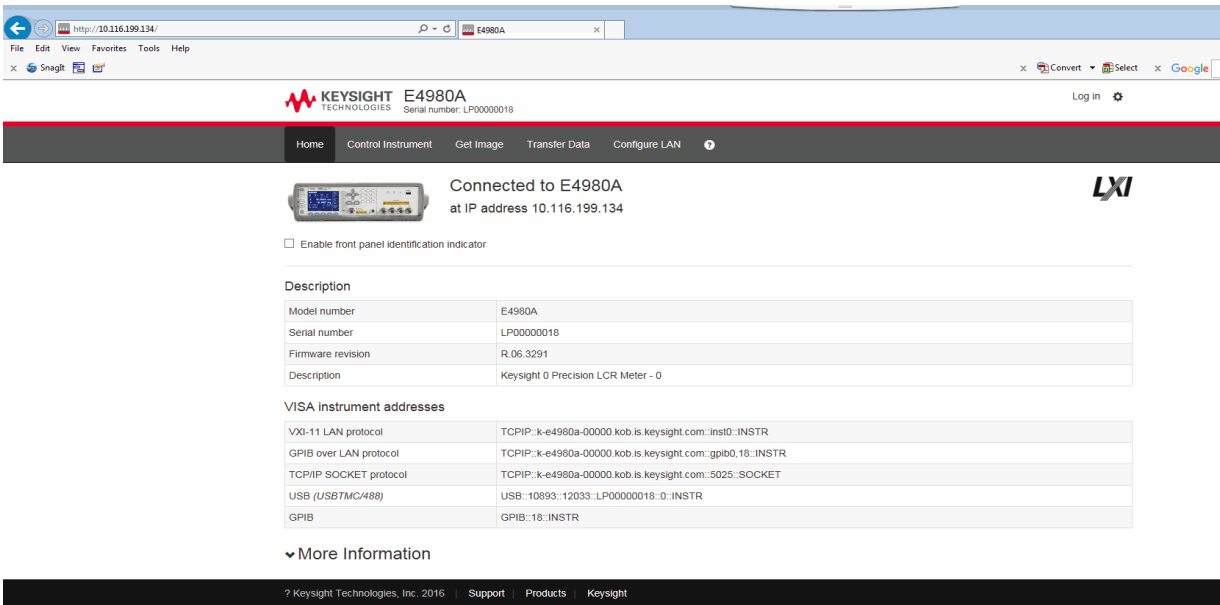 http://10.116.199.134/
E4980A
File Edit View Favorites Tools Help
x SnagIt
x Convert Select x Google
KEYSIGHT TECHNOLOGIES
E4980A
Serial number: LP00000018
Log in
Home Control Instrument Get Image Transfer Data Configure LAN ?
Connected to E4980A
at IP address 10.116.199.134
LXI
Enable front panel identification indicator
Description
Model number E4980A
Serial number LP00000018
Firmware revision R.06.3291
Description Keysight 0 Precision LCR Meter - 0
VISA instrument addresses
VXI-11 LAN protocol TCPIP::k-e4980a-00000.kob.is.keysight.com::inst0::INSTR
GPIB over LAN protocol TCPIP::k-e4980a-00000.kob.is.keysight.com::gpib0,18::INSTR
TCP/IP SOCKET protocol TCPIP::k-e4980a-00000.kob.is.keysight.com::5025::SOCKET
USB (USBTMC/488) USB::10893::12033::LP00000018::0::INSTR
GPIB GPIB::18::INSTR
More Information
? Keysight Technologies, Inc. 2016 | Support | Products | Keysight